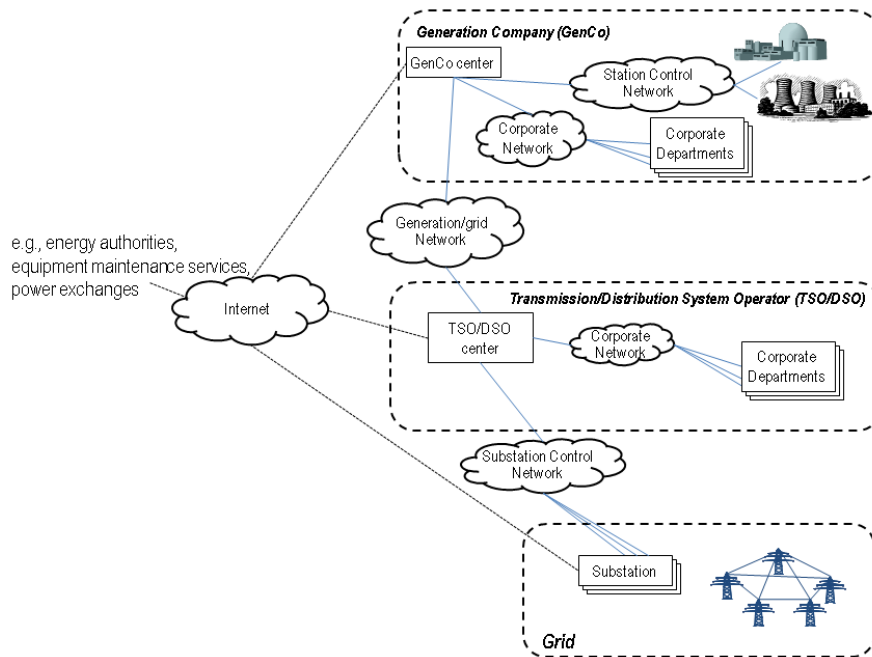 Generation Company (GenCo)
GenCo center
Station Control
Network
Corporate
Network
Corporate
Departments
Generation/grid
Network
e.g., energy authorities,
equipment maintenance services,
power exchanges
Internet
Transmission/Distribution System Operator (TSO/DSO)
TSO/DSO
center
Corporate
Network
Corporate
Departments
Substation Control
Network
Substation
Grid